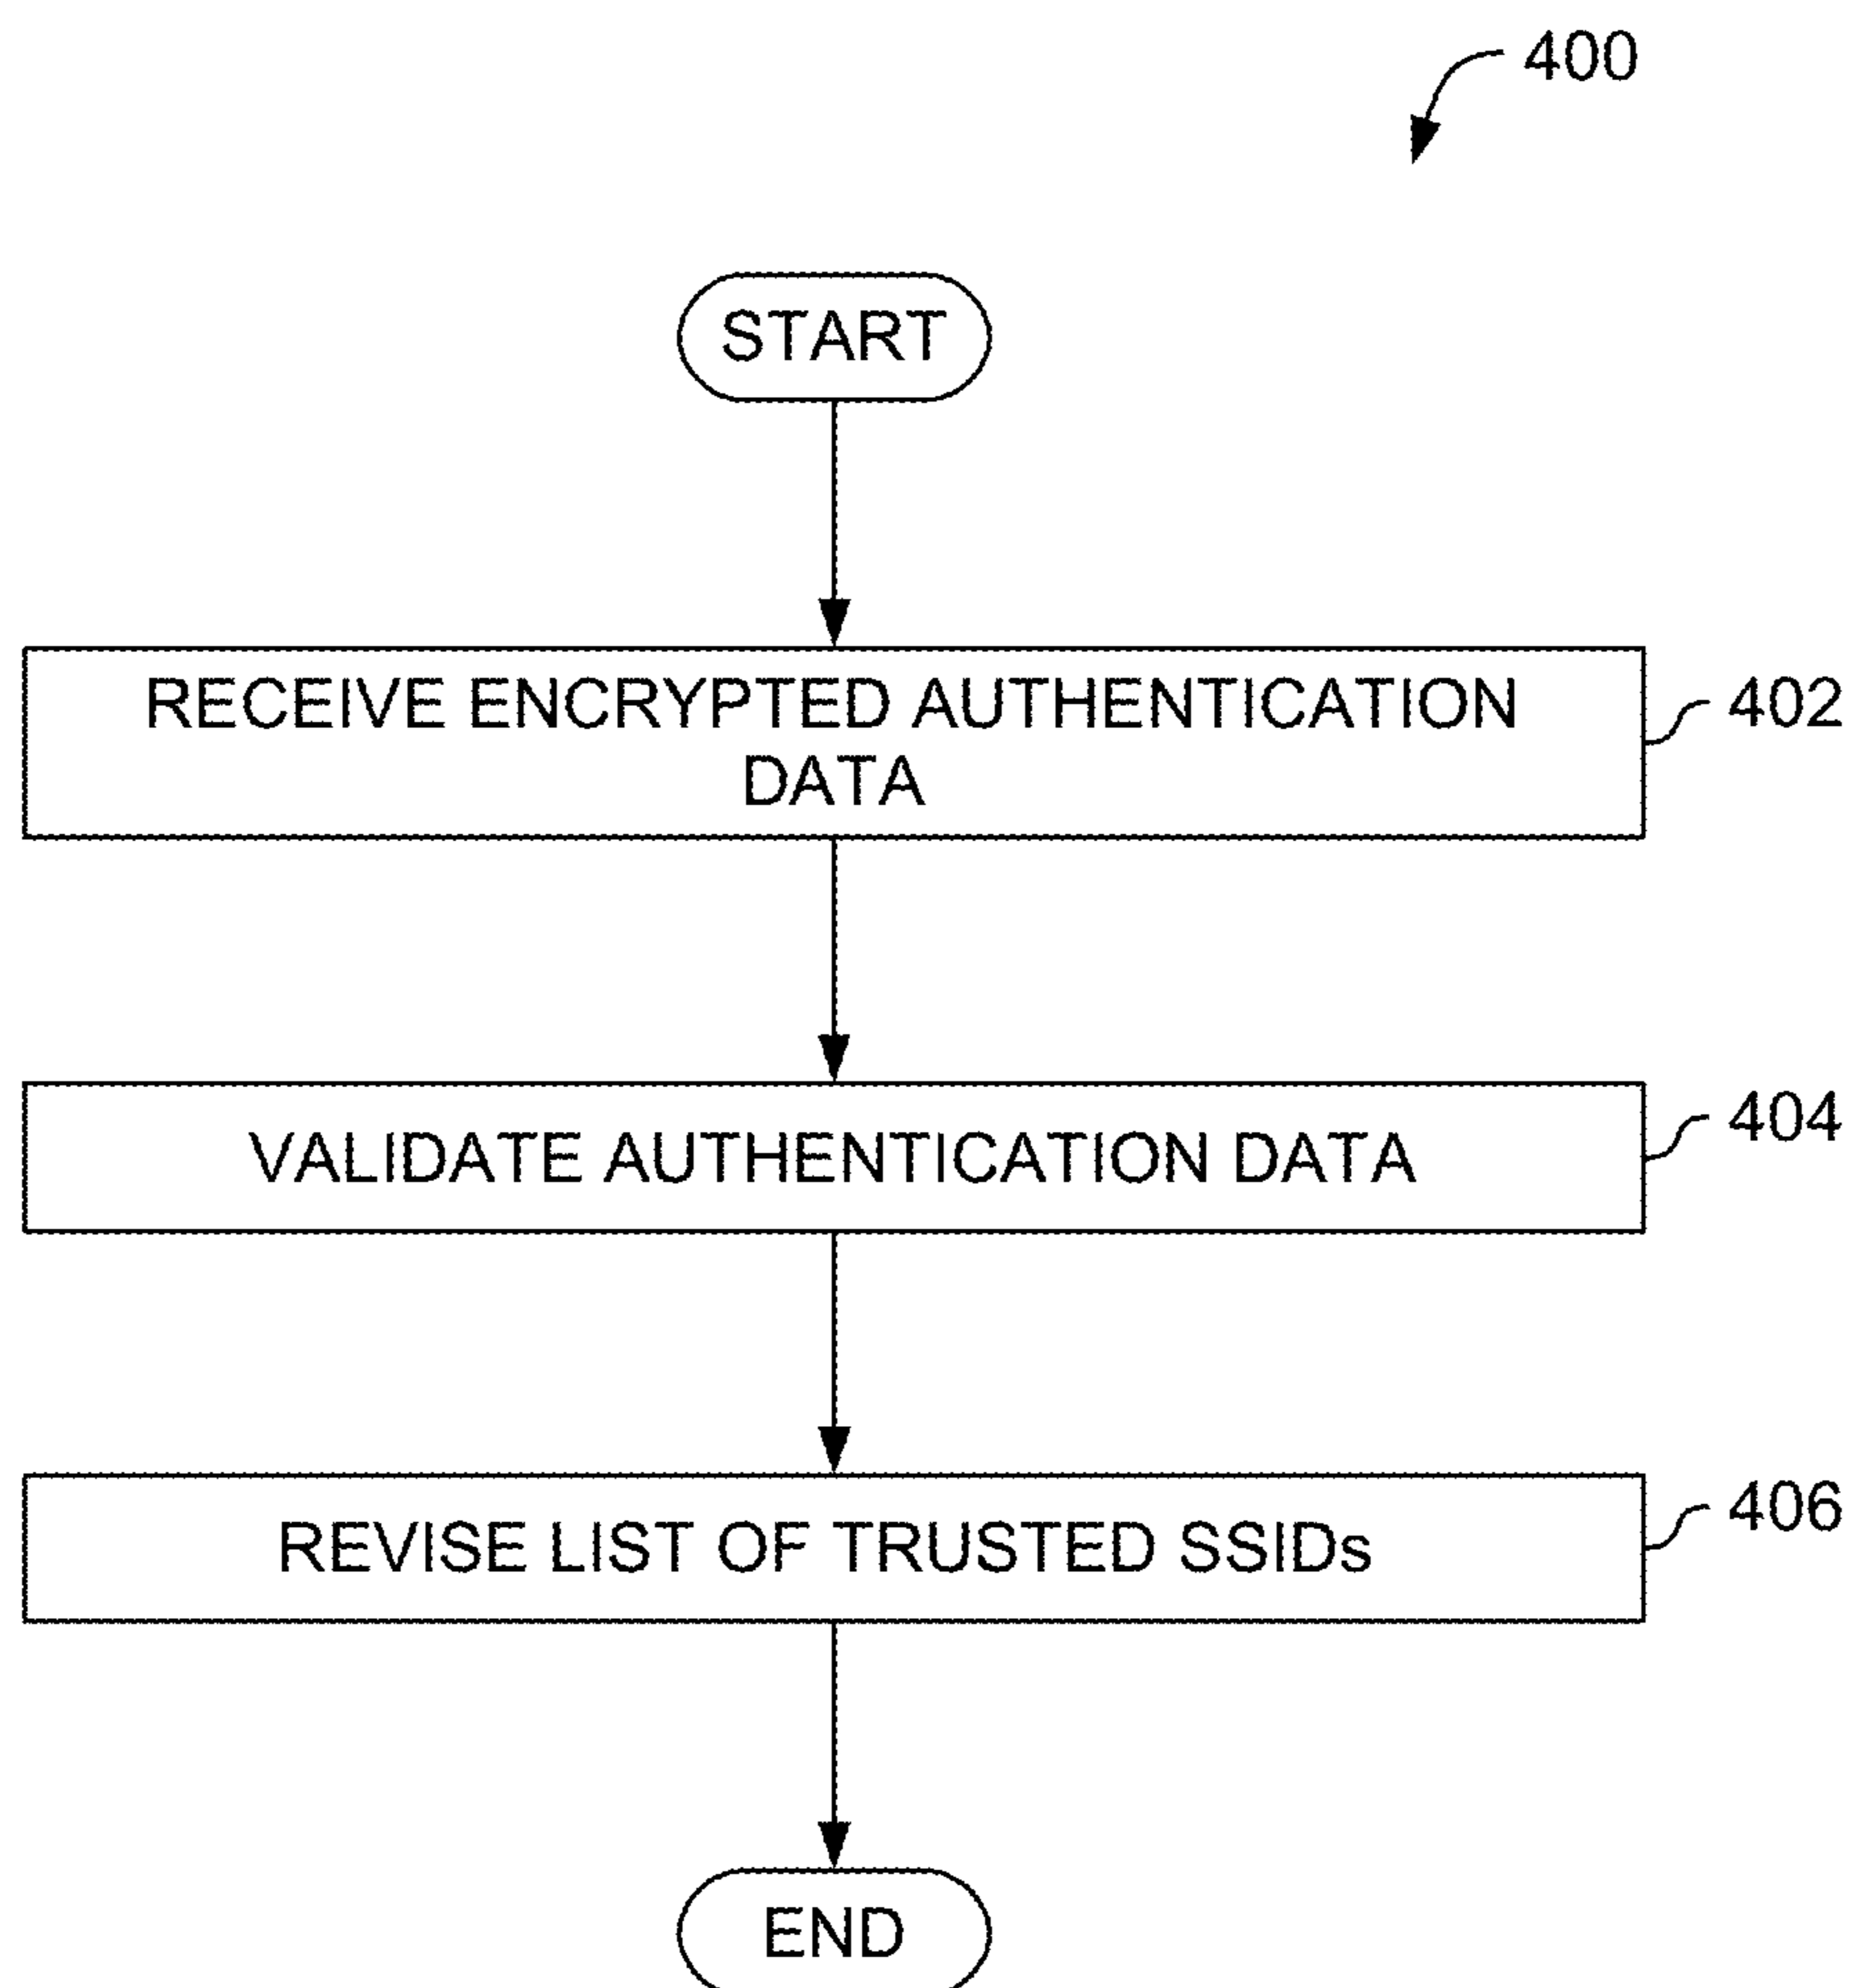 400
START
RECEIVE ENCRYPTED AUTHENTICATION
DATA
402
VALIDATE AUTHENTICATION DATA
404
REVISE LIST OF TRUSTED SSIDs
406
END